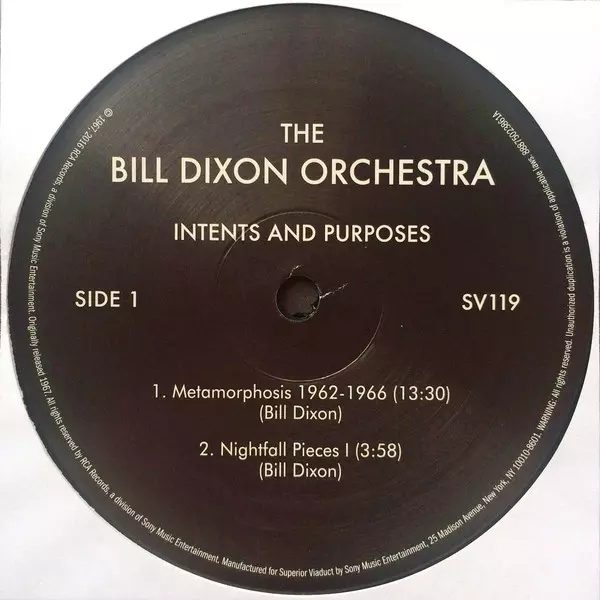 THE
BILL DIXON ORCHESTRA
INTENTS AND PURPOSES
SIDE 1
SV119
1. Metamorphosis 1962-1966 (13:30)
(Bill Dixon)
2. Nightfall Pieces I (3:58)
(Bill Dixon)
℗ 1967, 2016 RCA Records, a division of Sony Music Entertainment. Originally released 1967. All rights reserved by RCA Records, a division of Sony Music Entertainment. Manufactured for Superior Viaduct by Sony Music Entertainment, 25 Madison Avenue, New York, NY 10010-8601. WARNING: All rights reserved. Unauthorized duplication is a violation of applicable laws. 88875023861A